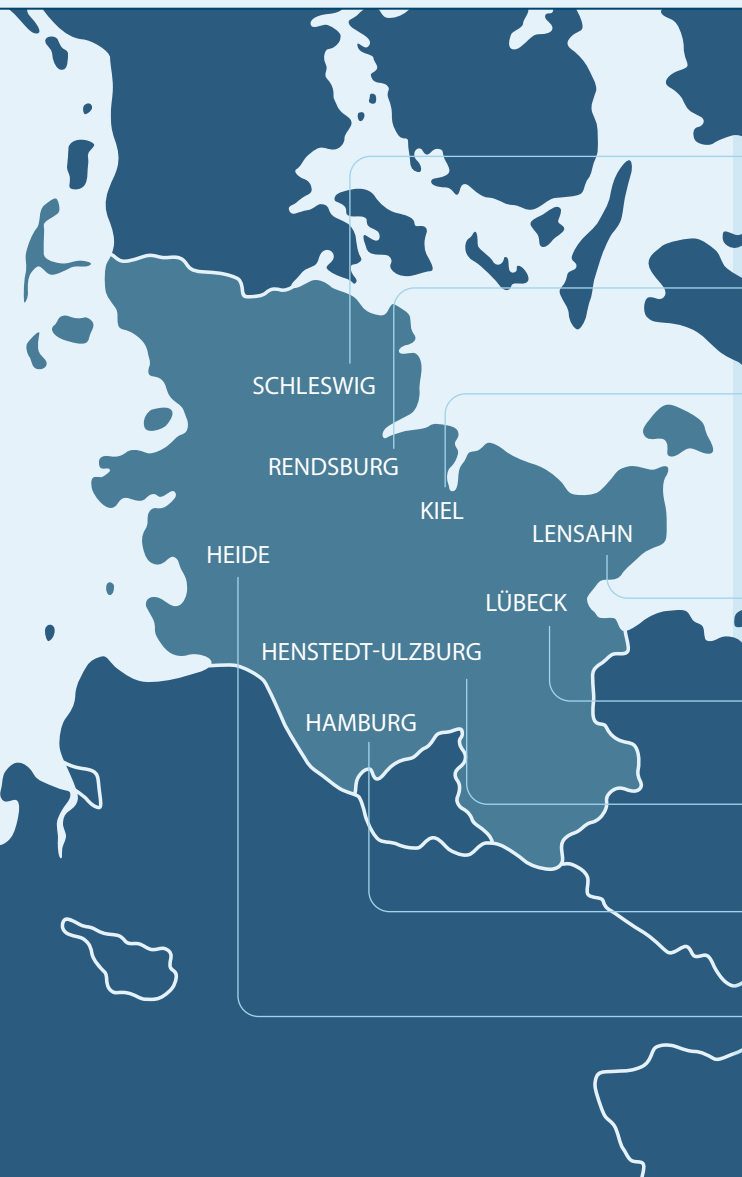 SCHLESWIG
RENDSBURG
KIEL
LENSAHN
HEIDE
LÜBECK
HENSTEDT-ULZBURG
HAMBURG